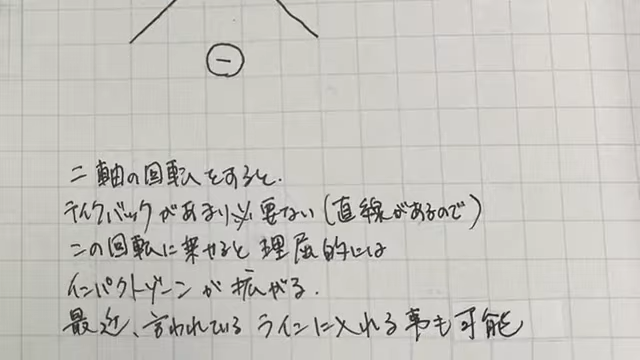 ㊀
二軸の回転をすると.
テイクバックがあまり必要ない(直線があるので)
この回転に乗せると理屈的には
インパクトゾーンが拡がる.
最近、言われているラインに入れる事も可能